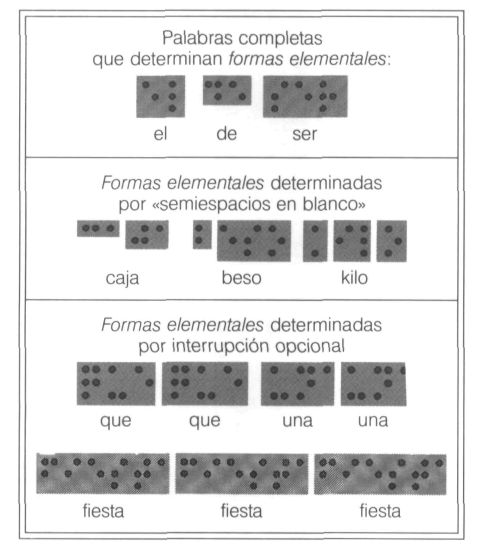 Palabras completas
que determinan formas elementales:
el de ser
Formas elementales determinadas
por «semiespacios en blanco»
caja beso kilo
Formas elementales determinadas
por interrupción opcional
que que una una
fiesta fiesta fiesta